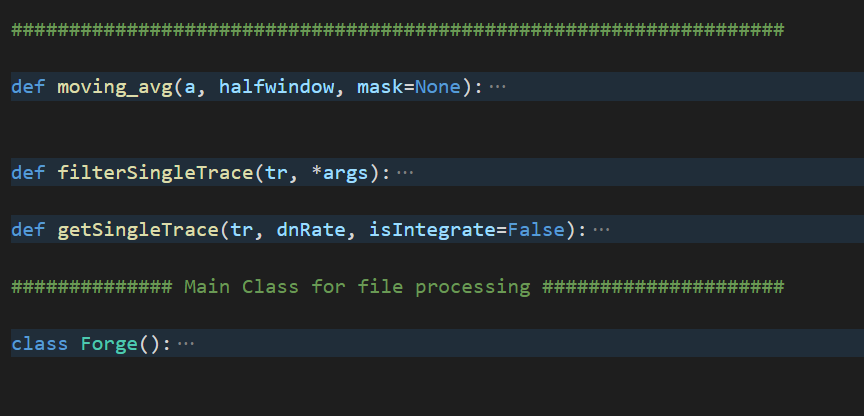 ###################################################################
def moving_avg(a, halfwindow, mask=None):···
def filterSingleTrace(tr, *args):···
def getSingleTrace(tr, dnRate, isIntegrate=False):···
############## Main Class for file processing #####################
class Forge():···